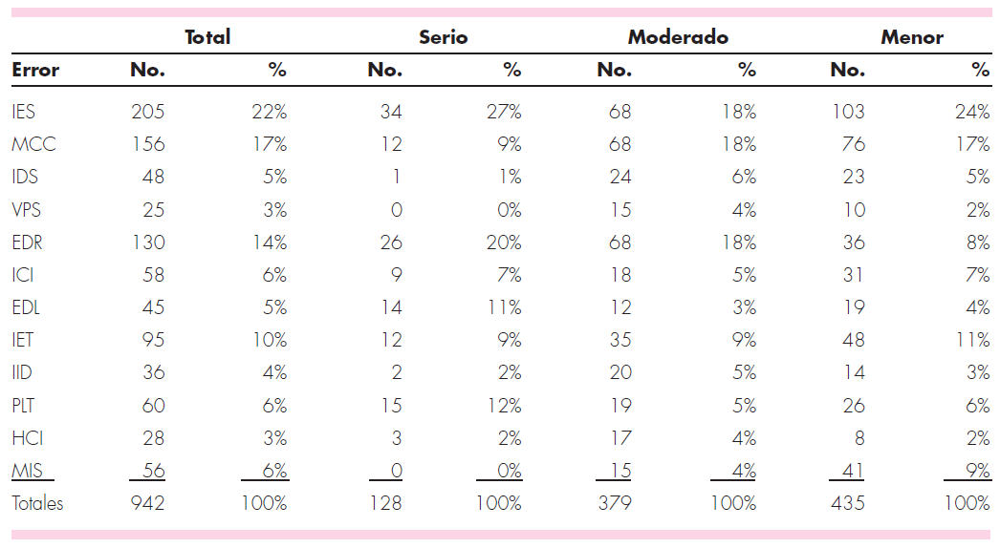 Total Serio Moderado Menor
Error No. % No. % No. % No. %
IES 205 22% 34 27% 68 18% 103 24%
MCC 156 17% 12 9% 68 18% 76 17%
IDS 48 5% 1 1% 24 6% 23 5%
VPS 25 3% 0 0% 15 4% 10 2%
EDR 130 14% 26 20% 68 18% 36 8%
ICI 58 6% 9 7% 18 5% 31 7%
EDL 45 5% 14 11% 12 3% 19 4%
IET 95 10% 12 9% 35 9% 48 11%
IID 36 4% 2 2% 20 5% 14 3%
PLT 60 6% 15 12% 19 5% 26 6%
HCI 28 3% 3 2% 17 4% 8 2%
MIS 56 6% 0 0% 15 4% 41 9%
Totales 942 100% 128 100% 379 100% 435 100%